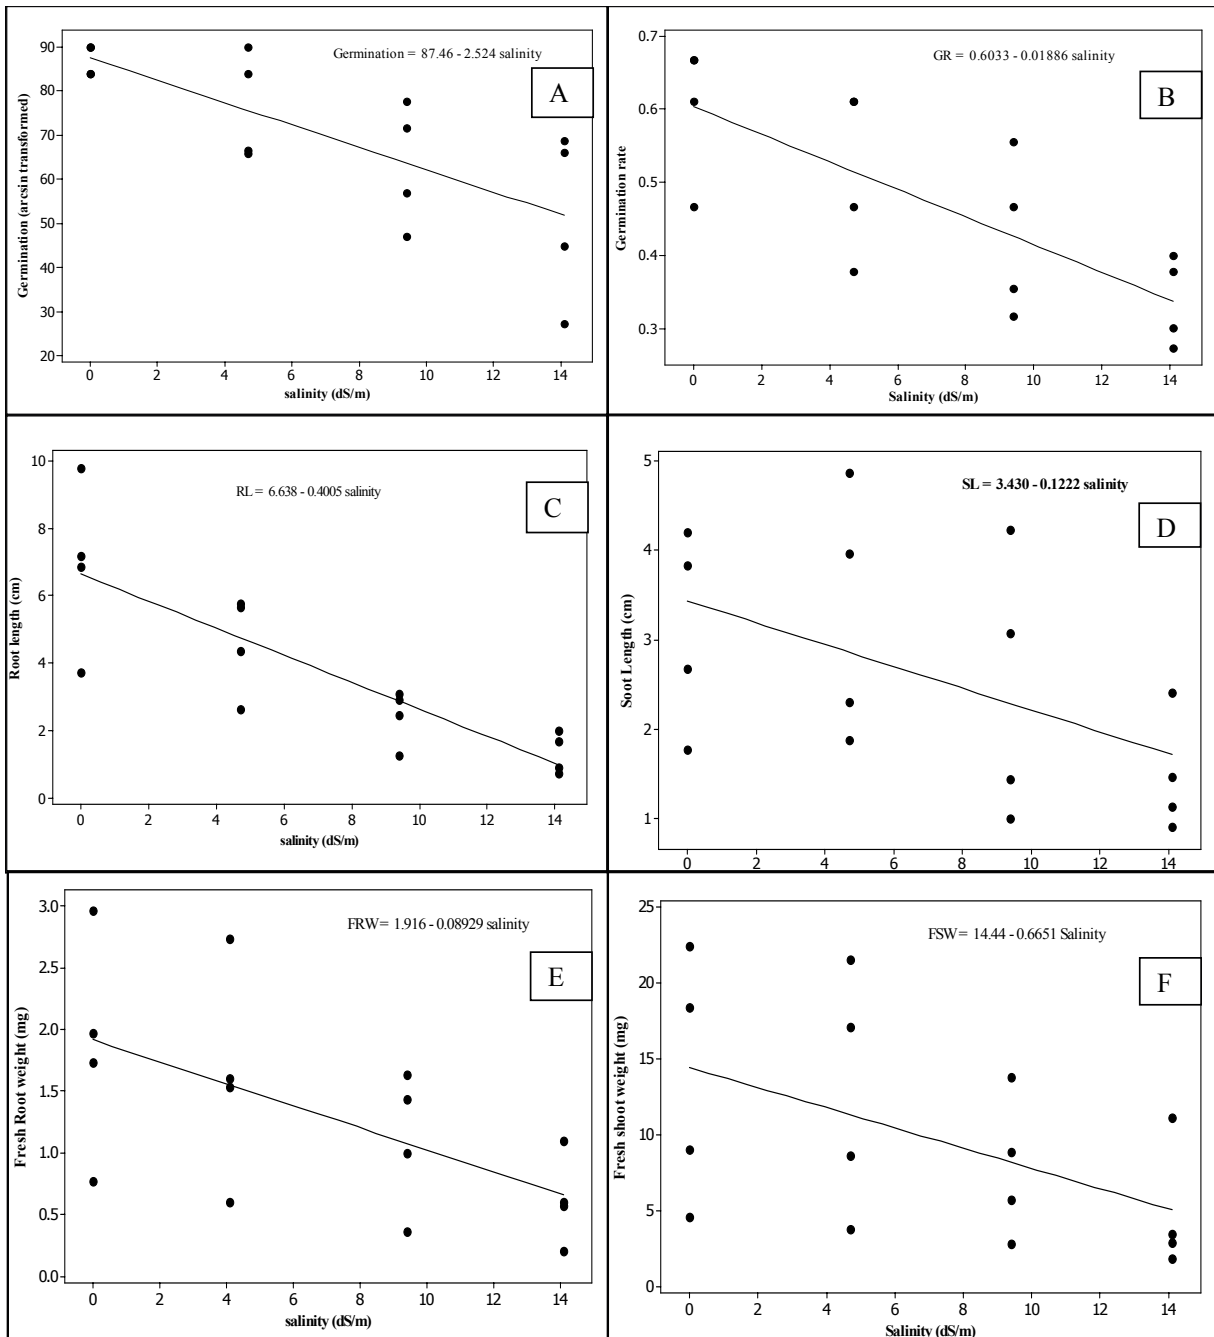 Germination = 87.46 - 2.524 salinity
A
Germination (arcsin transformed)
90
80
70
60
50
40
30
20
0 2 4 6 8 10 12 14
salinity (dS/m)
GR = 0.6033 - 0.01886 salinity
B
Germination rate
0.7
0.6
0.5
0.4
0.3
0 2 4 6 8 10 12 14
Salinity (dS/m)
RL = 6.638 - 0.4005 salinity
C
Root length (cm)
10
8
6
4
2
0
0 2 4 6 8 10 12 14
salinity (dS/m)
SL = 3.430 - 0.1222 salinity
D
Soot Length (cm)
5
4
3
2
1
0 2 4 6 8 10 12 14
salinity (dS/m)
FRW= 1.916 - 0.08929 salinity
E
Fresh Root weight (mg)
3.0
2.5
2.0
1.5
1.0
0.5
0.0
0 2 4 6 8 10 12 14
salinity (dS/m)
FSW= 14.44 - 0.6651 Salinity
F
Fresh shoot weight (mg)
25
20
15
10
5
0
0 2 4 6 8 10 12 14
Salinity (dS/m)